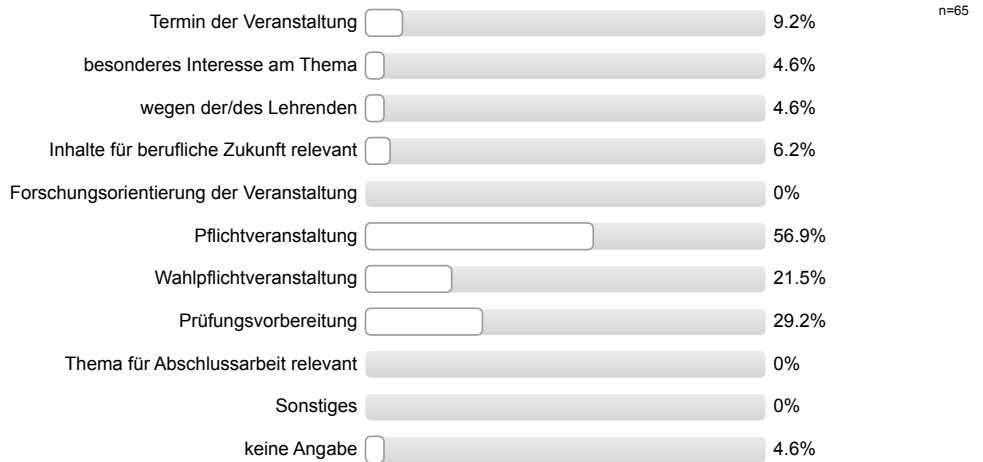 n=65
Termin der Veranstaltung 9.2%
besonderes Interesse am Thema 4.6%
wegen der/des Lehrenden 4.6%
Inhalte für berufliche Zukunft relevant 6.2%
Forschungsorientierung der Veranstaltung 0%
Pflichtveranstaltung 56.9%
Wahlpflichtveranstaltung 21.5%
Prüfungsvorbereitung 29.2%
Thema für Abschlussarbeit relevant 0%
Sonstiges 0%
keine Angabe 4.6%